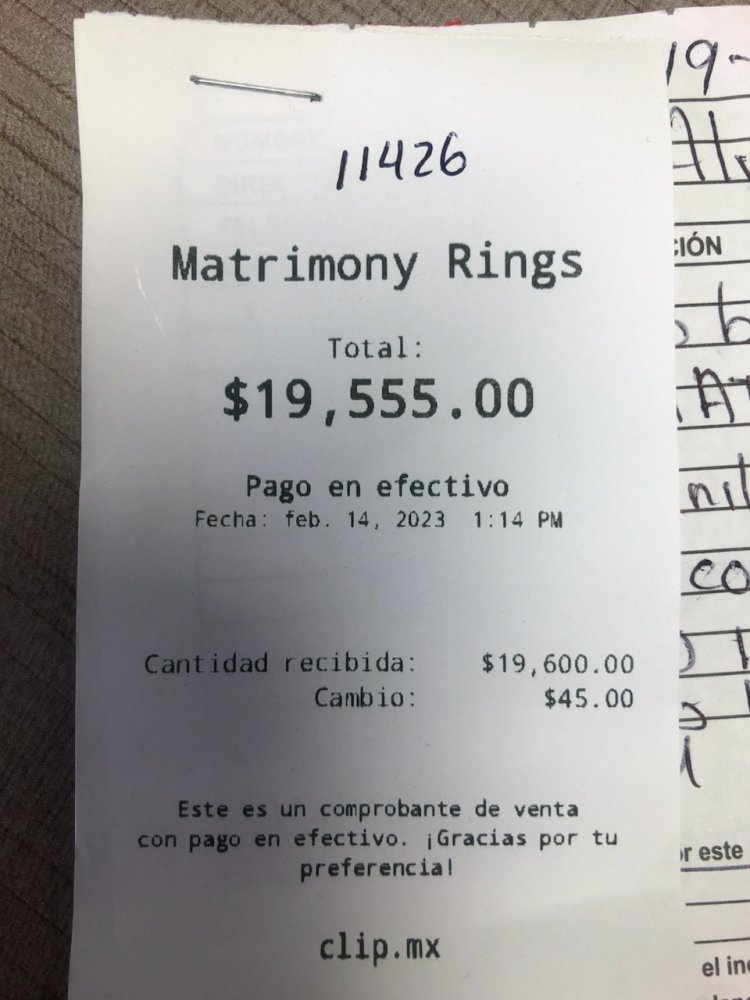 11426
Matrimony Rings
Total:
$19,555.00
Pago en efectivo
Fecha: feb. 14, 2023 1:14 PM
Cantidad recibida: $19,600.00
Cambio: $45.00
Este es un comprobante de venta
con pago en efectivo. ¡Gracias por tu
preferencia!
clip.mx
19-
CIÓN
co
r este
el in